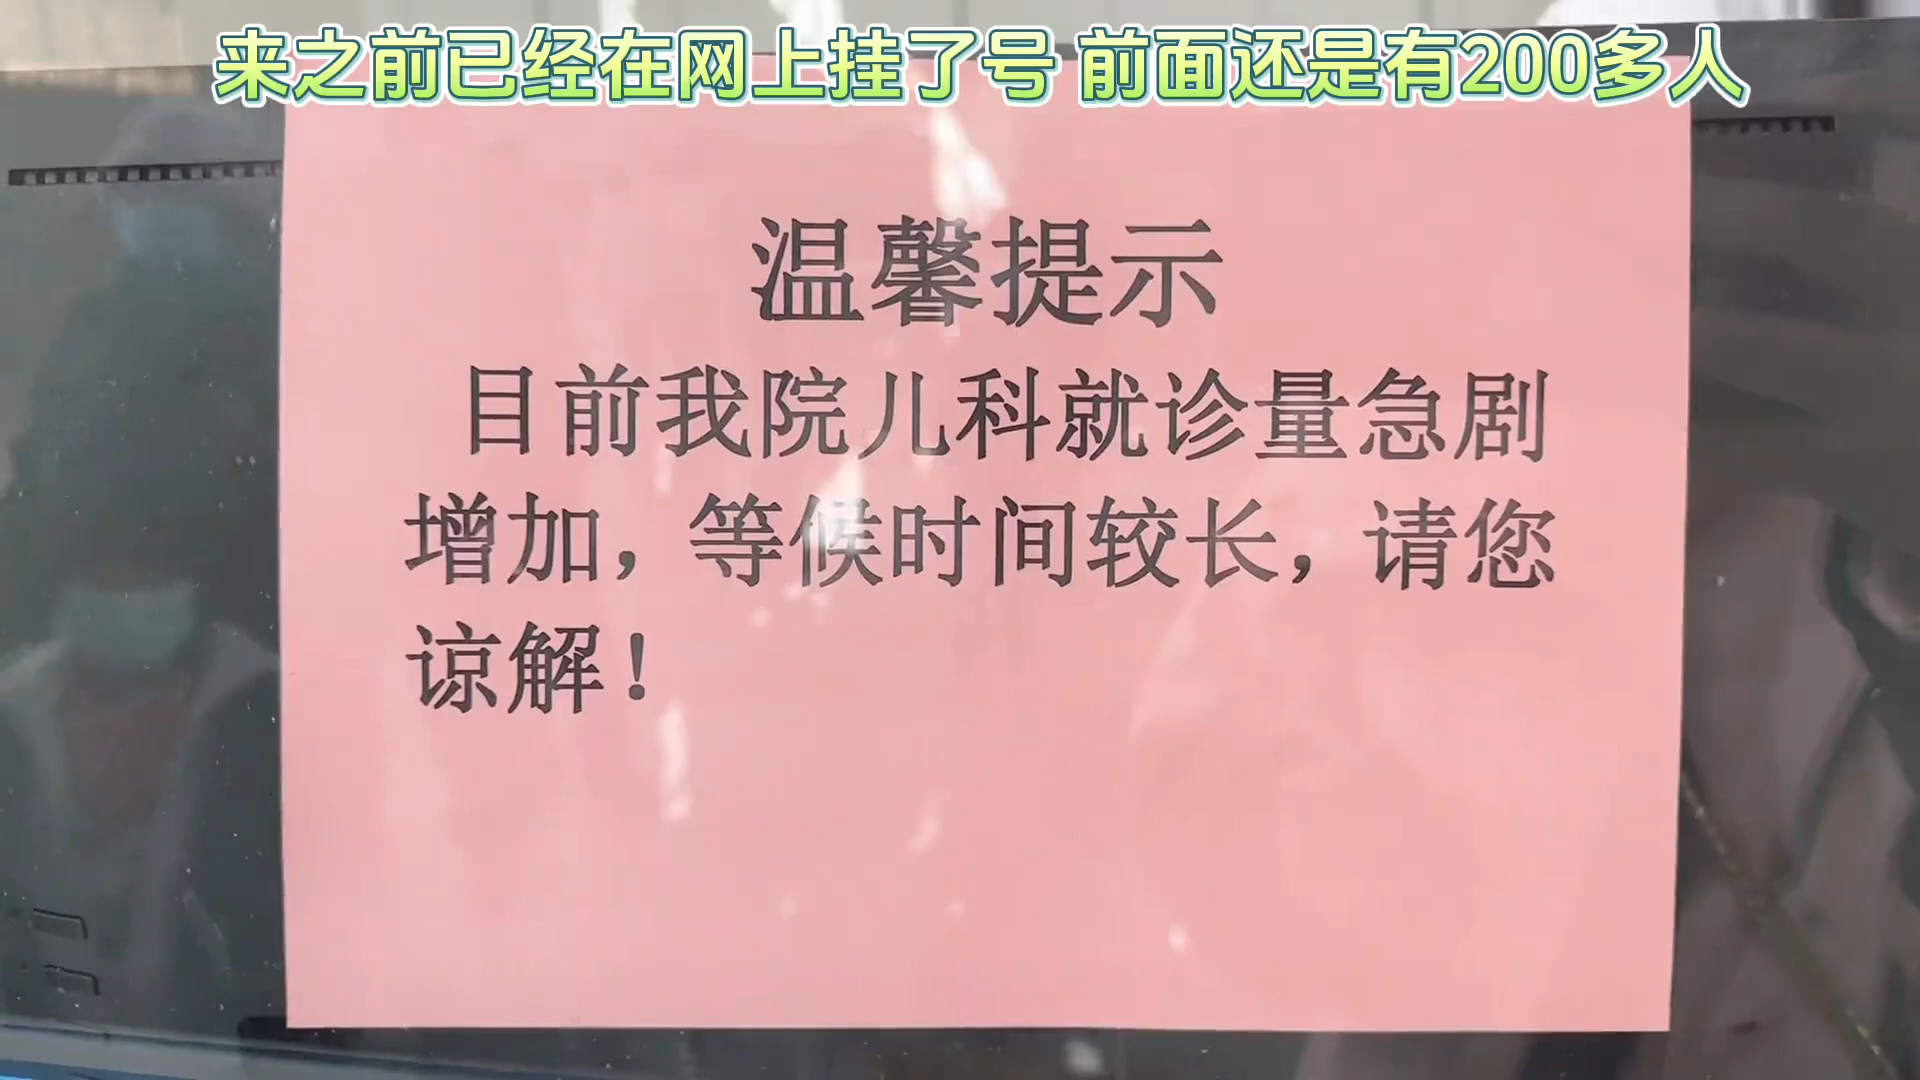 来之前已经在网上挂了号 前面还是有200多人
温馨提示
目前我院儿科就诊量急剧
增加，等候时间较长，请您
谅解！